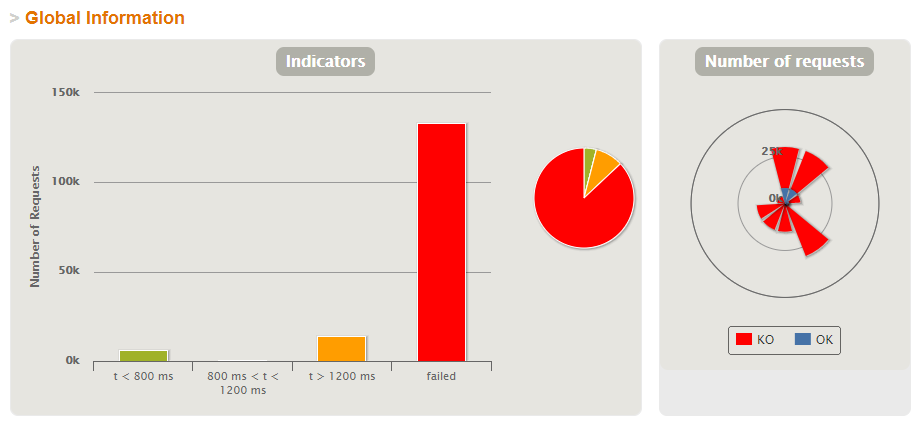 > Global Information
Indicators
Number of Requests
150k
100k
50k
0k
t < 800 ms
800 ms < t <
1200 ms
t > 1200 ms
failed
Number of requests
25k
0k
KO
OK